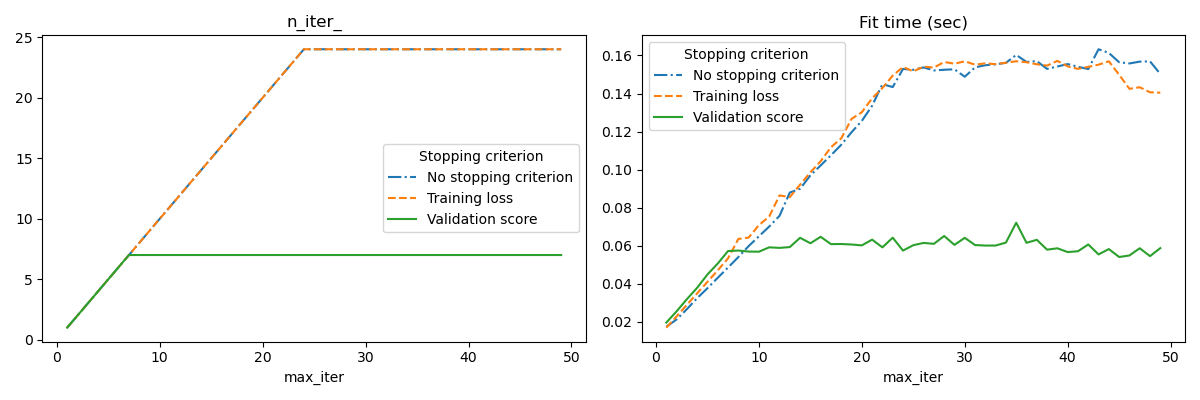 n_iter_
25
20
15
10
5
0
Stopping criterion
No stopping criterion
Training loss
Validation score
0 10 20 30 40 50
max_iter
Fit time (sec)
0.16
0.14
0.12
0.10
0.08
0.06
0.04
0.02
Stopping criterion
No stopping criterion
Training loss
Validation score
0 10 20 30 40 50
max_iter